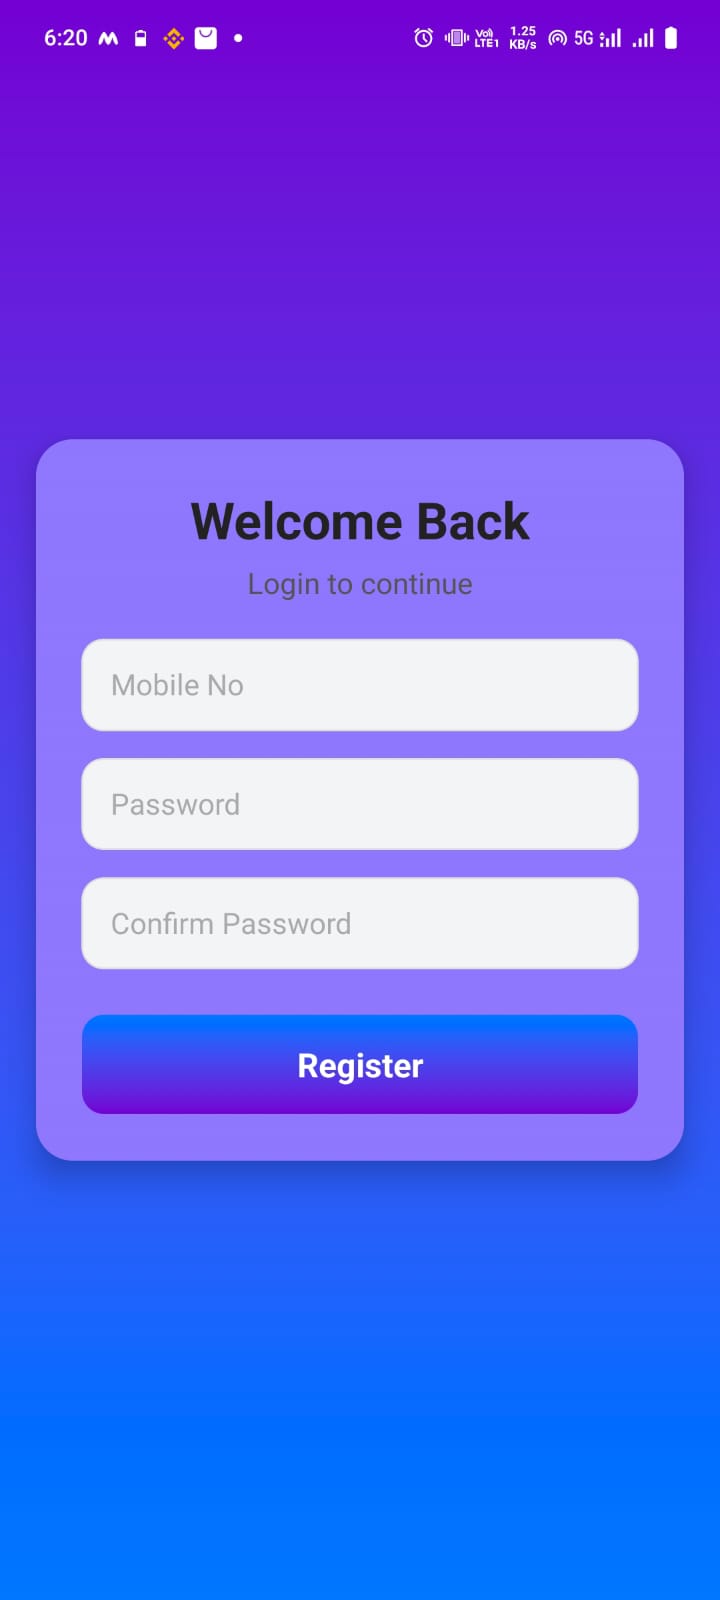 6:20 Vo) LTE1 1.25 KB/s 5G
Welcome Back
Login to continue
Mobile No
Password
Confirm Password
Register